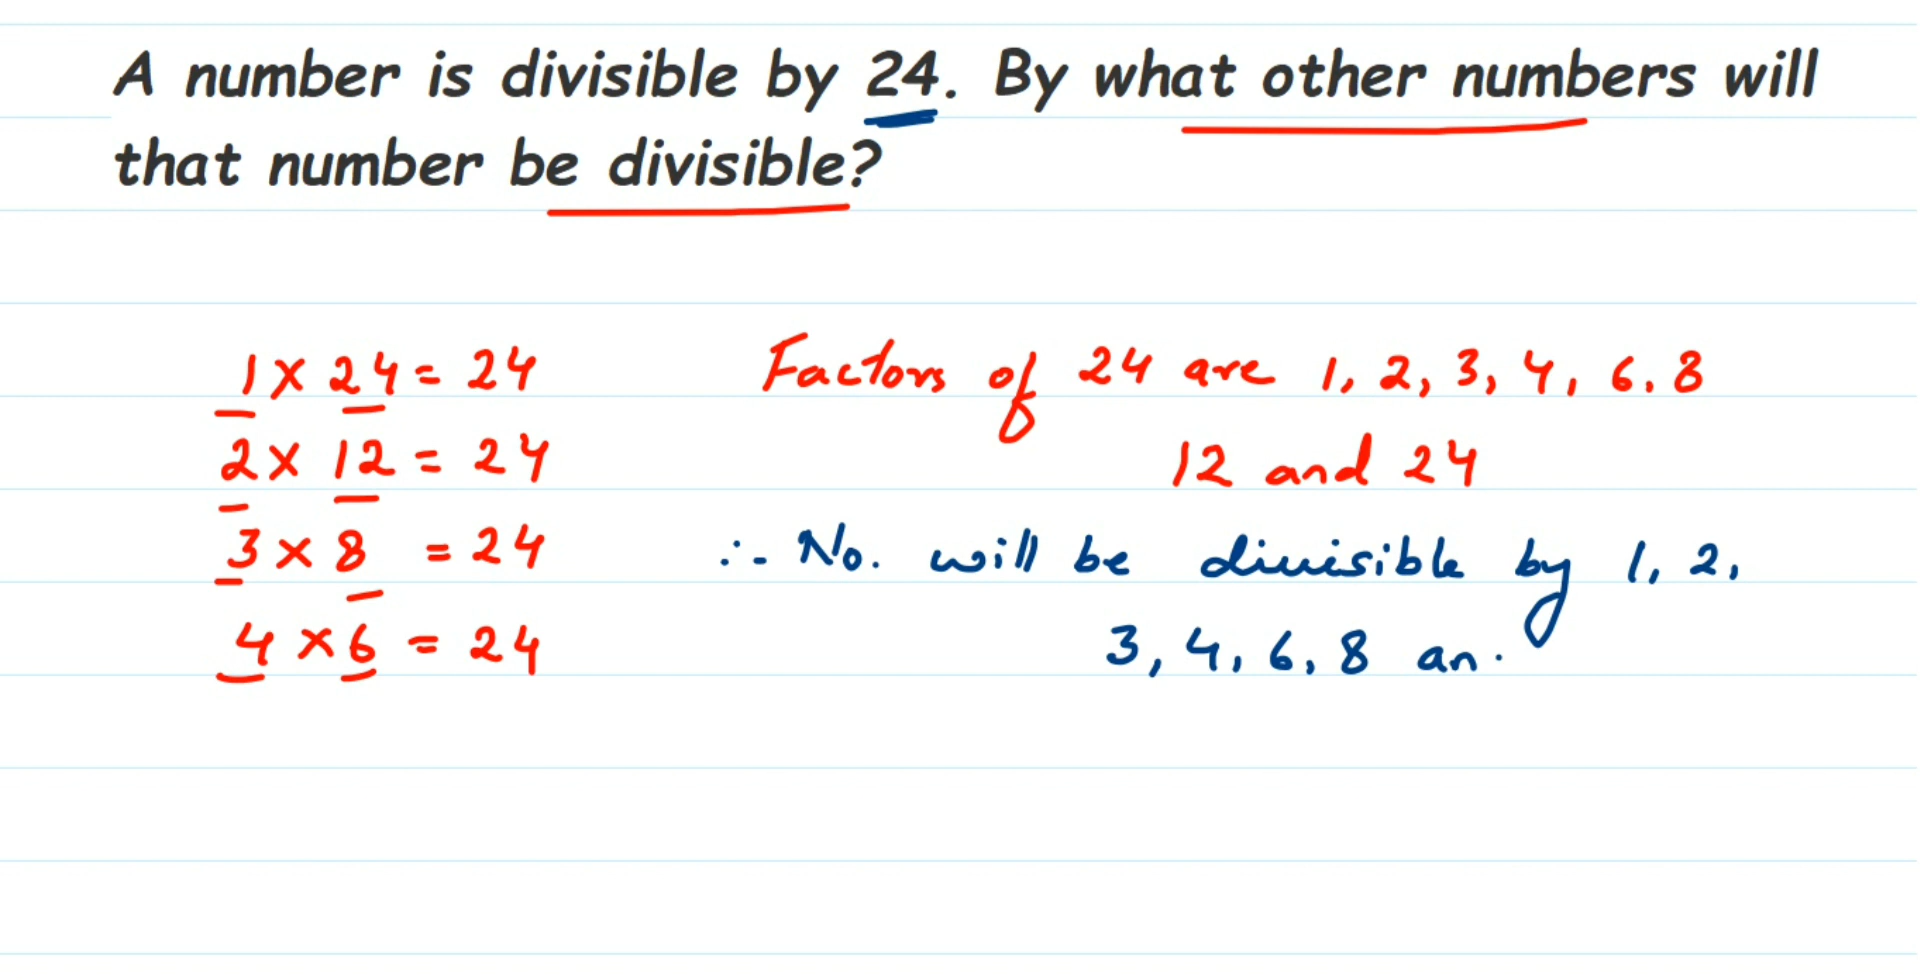 A number is divisible by 24. By what other numbers will
that number be divisible?
1 × 24 = 24
2 × 12 = 24
3 × 8 = 24
4 × 6 = 24
Factors of 24 are 1, 2, 3, 4, 6, 8
12 and 24
∴ No. will be divisible by 1, 2,
3, 4, 6, 8 an.